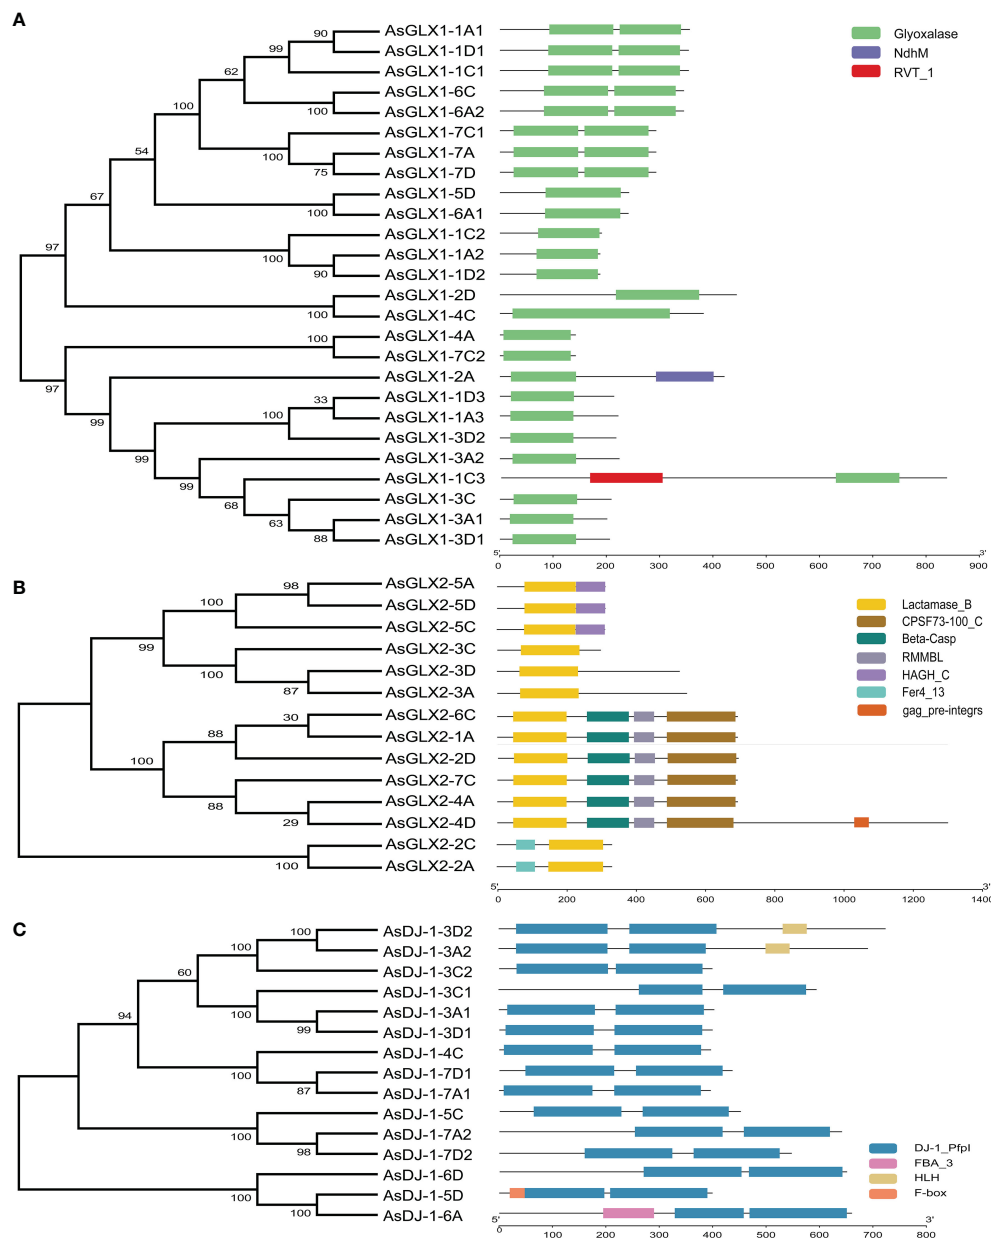 A
AsGLX1-1A1
AsGLX1-1D1
AsGLX1-1C1
AsGLX1-6C
AsGLX1-6A2
AsGLX1-7C1
AsGLX1-7A
AsGLX1-7D
AsGLX1-5D
AsGLX1-6A1
AsGLX1-1C2
AsGLX1-1A2
AsGLX1-1D2
AsGLX1-2D
AsGLX1-4C
AsGLX1-4A
AsGLX1-7C2
AsGLX1-2A
AsGLX1-1D3
AsGLX1-1A3
AsGLX1-3D2
AsGLX1-3A2
AsGLX1-1C3
AsGLX1-3C
AsGLX1-3A1
AsGLX1-3D1
90
99
62
100
100
100
75
54
100
67
100
90
97
100
100
97
33
100
99
99
99
68
63
88
Glyoxalase
NdhM
RVT_1
5' 3'
0 100 200 300 400 500 600 700 800 900
B
AsGLX2-5A
AsGLX2-5D
AsGLX2-5C
AsGLX2-3C
AsGLX2-3D
AsGLX2-3A
AsGLX2-6C
AsGLX2-1A
AsGLX2-2D
AsGLX2-7C
AsGLX2-4A
AsGLX2-4D
AsGLX2-2C
AsGLX2-2A
98
100
99
100
87
30
88
100
88
29
100
Lactamase_B
CPSF73-100_C
Beta-Casp
RMMBL
HAGH_C
Fer4_13
gag_pre-integrs
5' 3'
0 200 400 600 800 1000 1200 1400
C
AsDJ-1-3D2
AsDJ-1-3A2
AsDJ-1-3C2
AsDJ-1-3C1
AsDJ-1-3A1
AsDJ-1-3D1
AsDJ-1-4C
AsDJ-1-7D1
AsDJ-1-7A1
AsDJ-1-5C
AsDJ-1-7A2
AsDJ-1-7D2
AsDJ-1-6D
AsDJ-1-5D
AsDJ-1-6A
100
100
60
100
99
94
100
87
100
98
100
100
DJ-1_PfpI
FBA_3
HLH
F-box
5' 3'
0 100 200 300 400 500 600 700 800